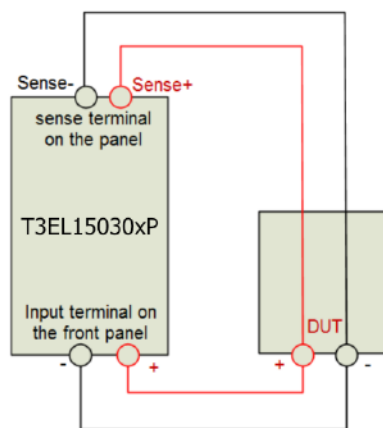 Sense-
Sense+
sense terminal
on the panel
T3EL15030xP
Input terminal on
the front panel
DUT
- + + -